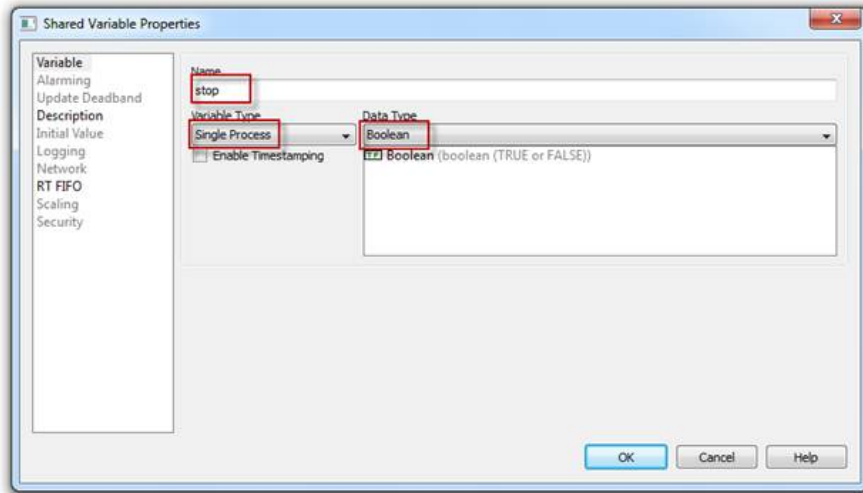 Shared Variable Properties
Variable
Alarming
Update Deadband
Description
Initial Value
Logging
Network
RT FIFO
Scaling
Security
Name
stop
Variable Type
Data Type
Single Process
Boolean
Enable Timestamping
TF Boolean (boolean (TRUE or FALSE))
OK
Cancel
Help